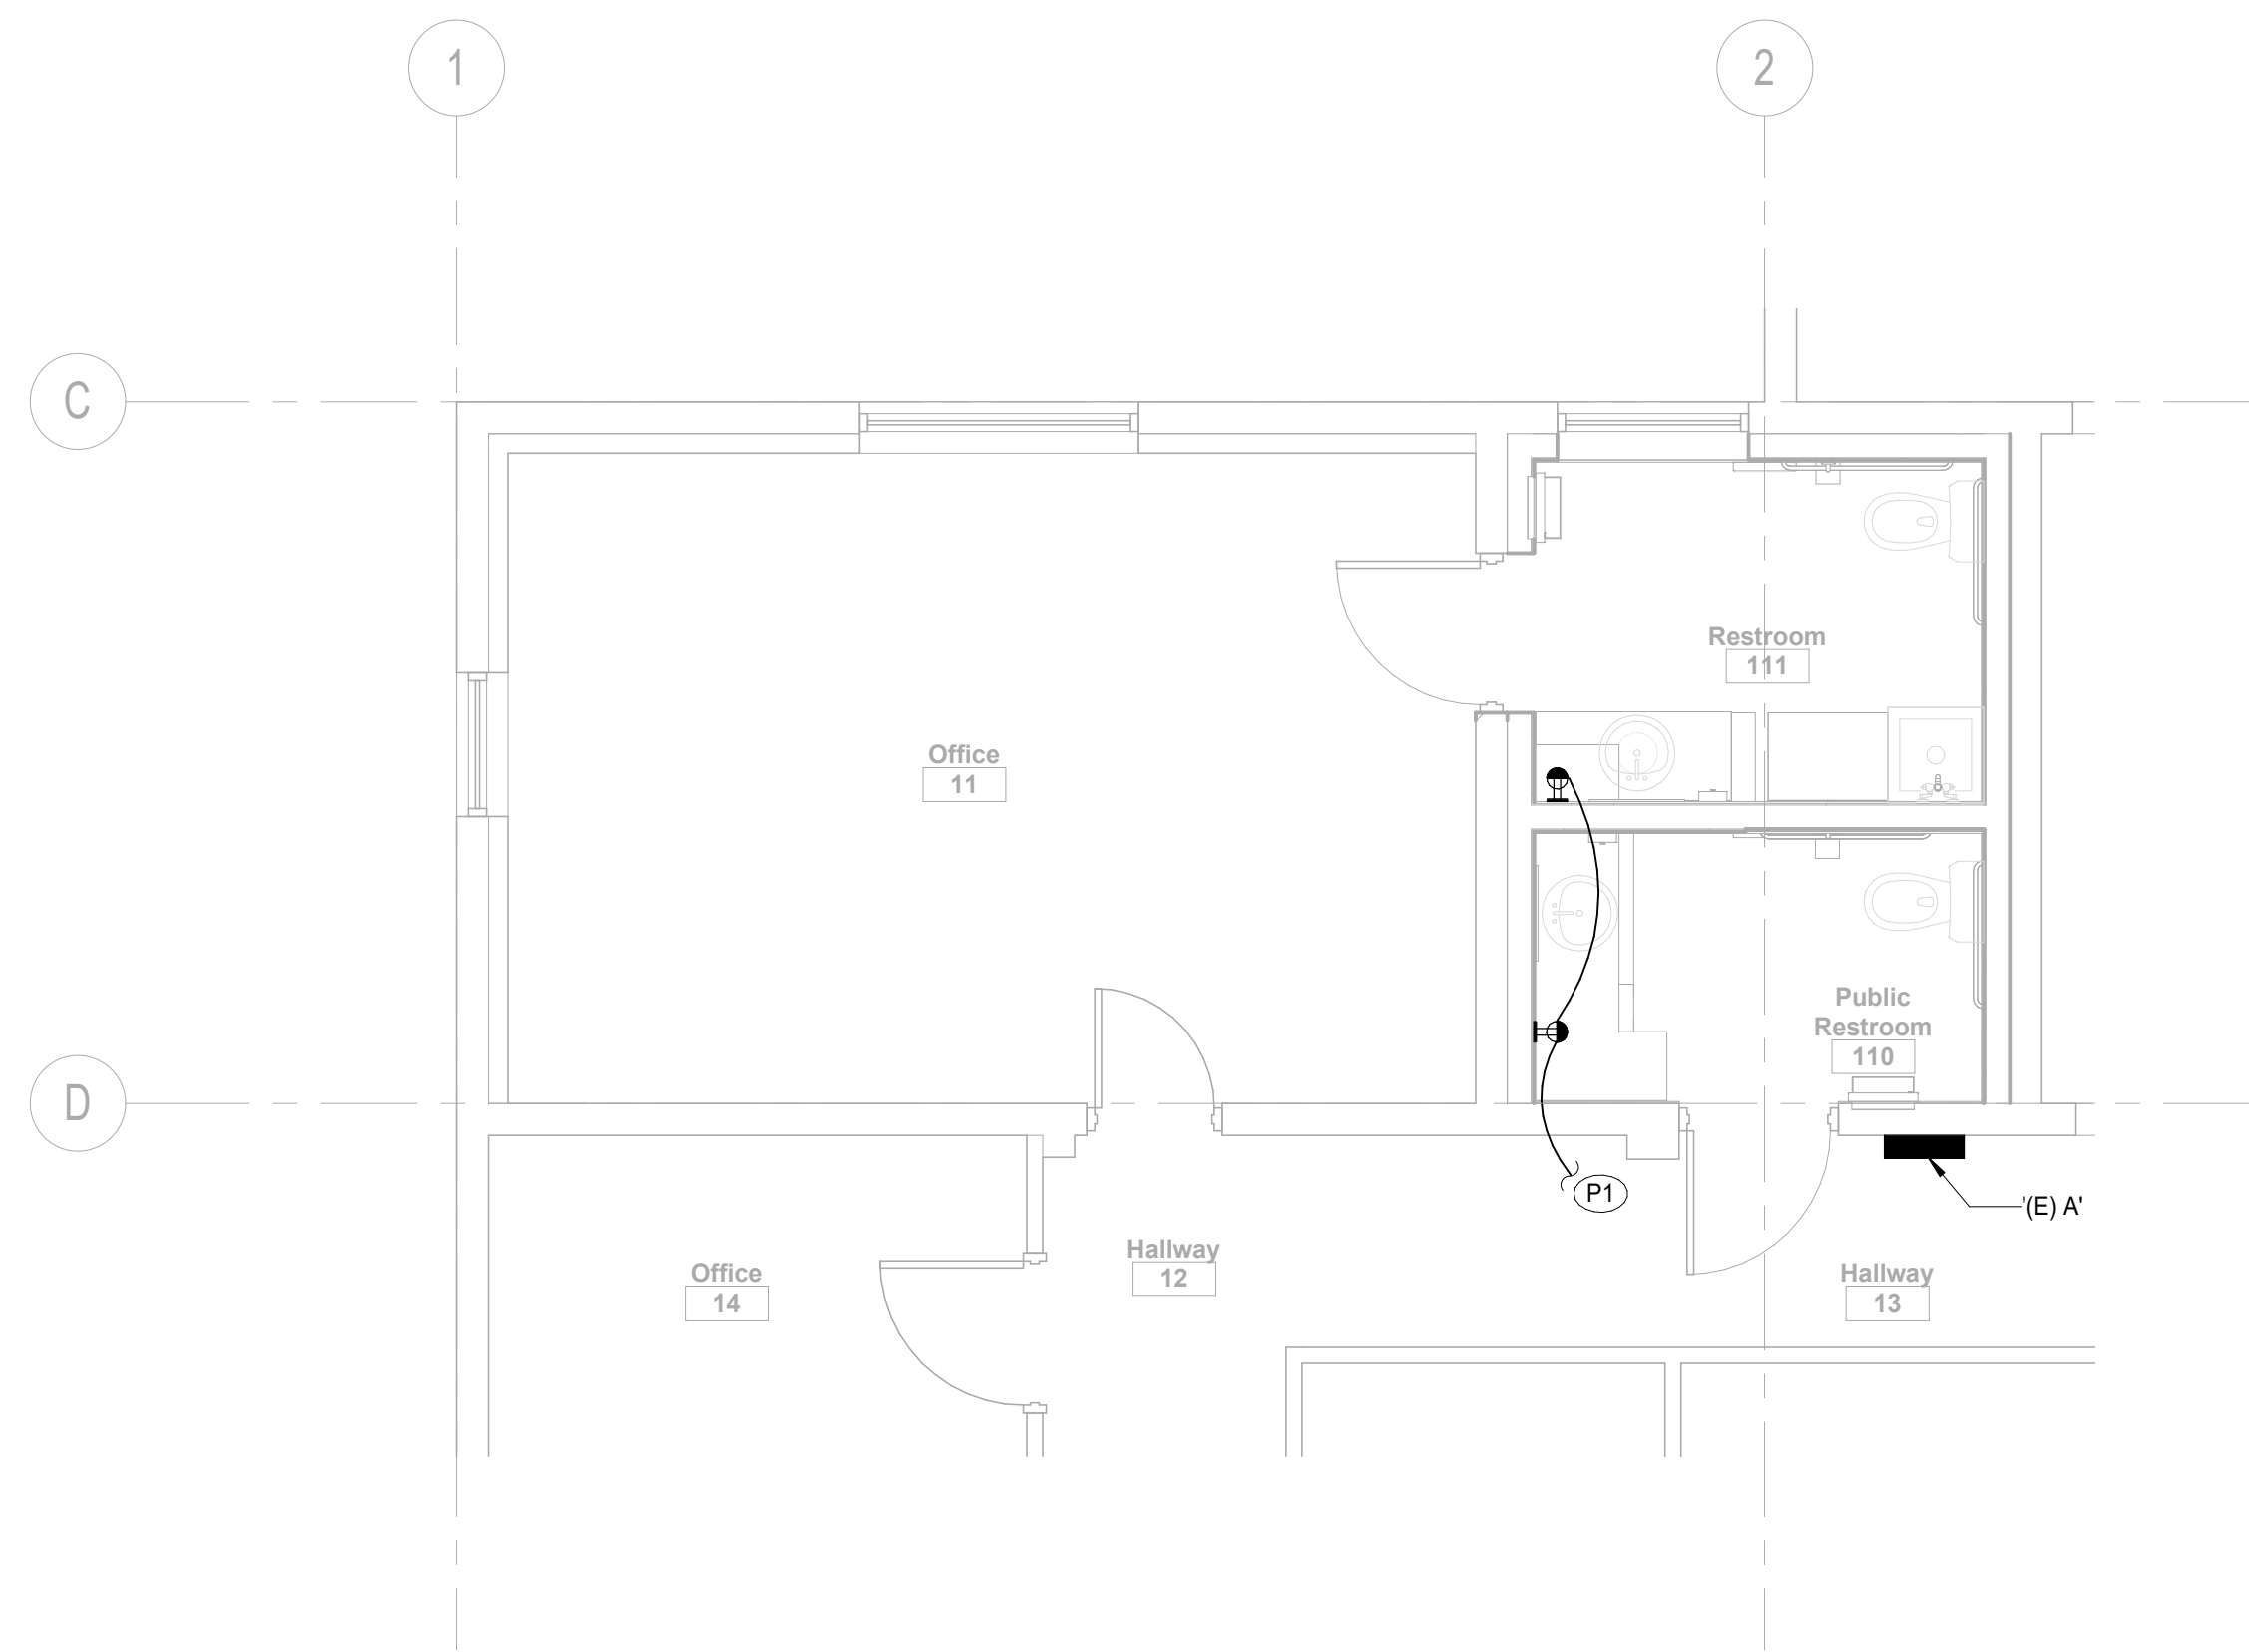 1
2
C
Restroom
111
Office
11
Public
Restroom
110
D
P1
'(E) A'
Hallway
12
Office
14
Hallway
13